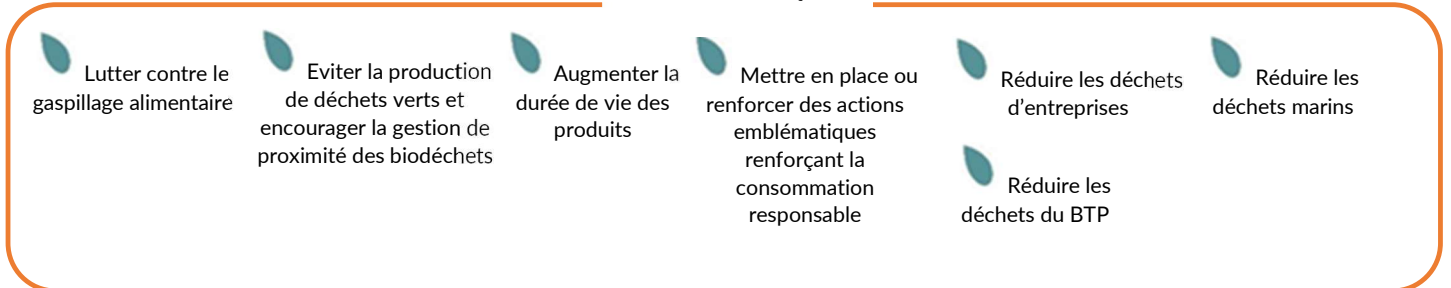 Lutter contre le
gaspillage alimentaire
Eviter la production
de déchets verts et
encourager la gestion de
proximité des biodéchets
Augmenter la
durée de vie des
produits
Mettre en place ou
renforcer des actions
emblématiques
renforçant la
consommation
responsable
Réduire les déchets
d’entreprises
Réduire les
déchets du BTP
Réduire les
déchets marins